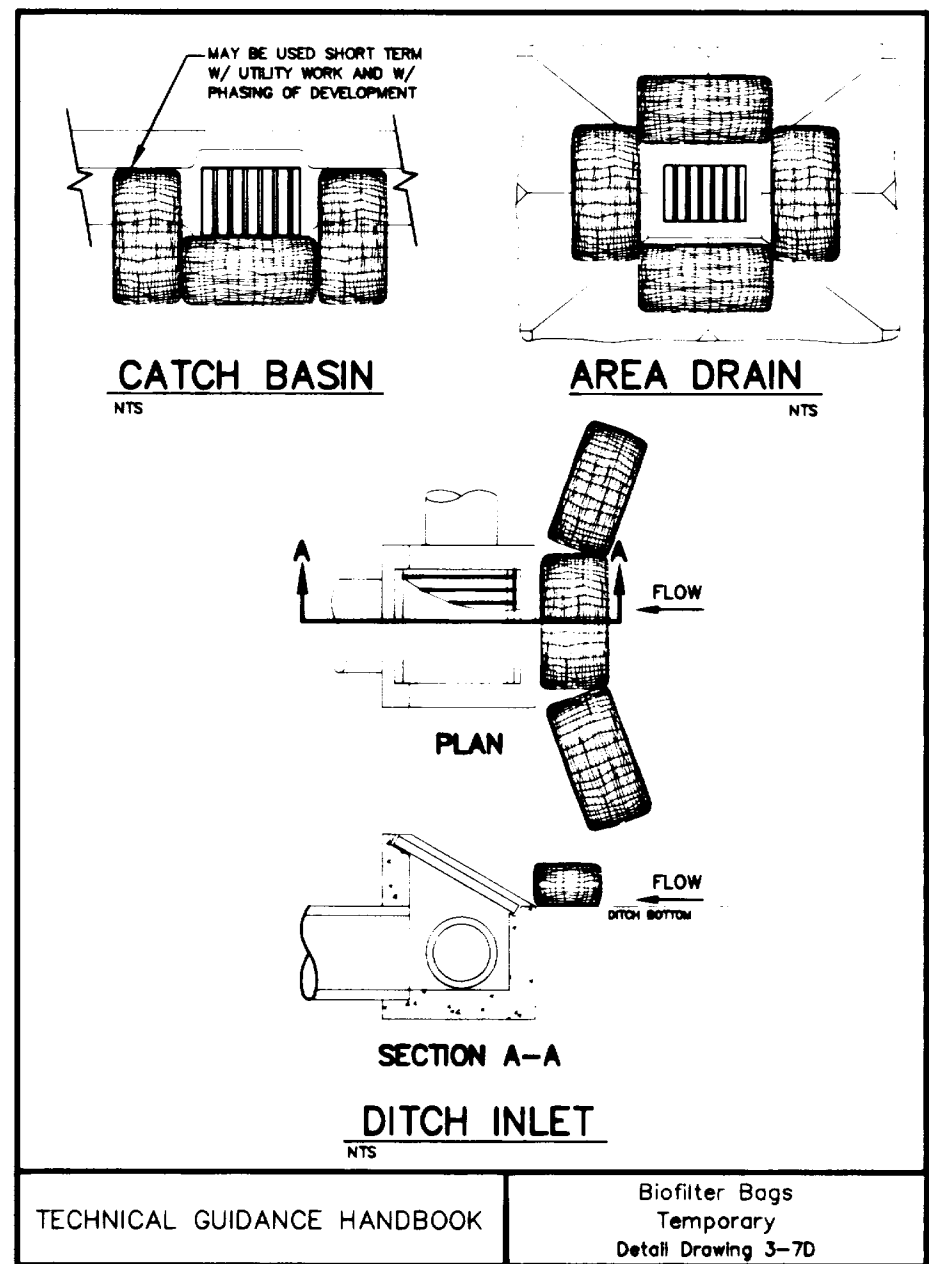 MAY BE USED SHORT TERM
W/ UTILITY WORK AND W/
PHASING OF DEVELOPMENT
CATCH BASIN
NTS
AREA DRAIN
NTS
A
A
FLOW
PLAN
FLOW
DITCH BOTTOM
SECTION A-A
DITCH INLET
NTS
TECHNICAL GUIDANCE HANDBOOK
Biofilter Bags
Temporary
Detail Drawing 3-7D